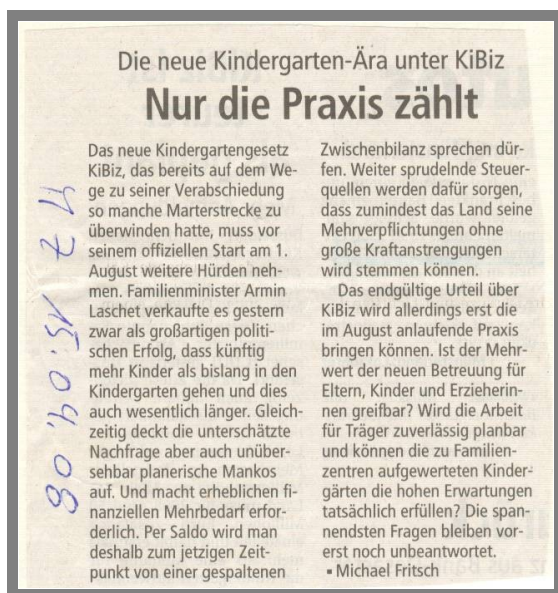 Die neue Kindergarten-Ära unter KiBiz
Nur die Praxis zählt
Das neue Kindergartengesetz
KiBiz, das bereits auf dem We-
ge zu seiner Verabschiedung
so manche Marterstrecke zu
überwinden hatte, muss vor
seinem offiziellen Start am 1.
August weitere Hürden neh-
men. Familienminister Armin
Laschet verkaufte es gestern
zwar als großartigen politi-
schen Erfolg, dass künftig
mehr Kinder als bislang in den
Kindergarten gehen und dies
auch wesentlich länger. Gleich-
zeitig deckt die unterschätzte
Nachfrage aber auch unüber-
sehbar planerische Mankos
auf. Und macht erheblichen fi-
nanziellen Mehrbedarf erfor-
derlich. Per Saldo wird man
deshalb zum jetzigen Zeit-
punkt von einer gespaltenen
Zwischenbilanz sprechen dür-
fen. Weiter sprudelnde Steuer-
quellen werden dafür sorgen,
dass zumindest das Land seine
Mehrverpflichtungen ohne
große Kraftanstrengungen
wird stemmen können.
Das endgültige Urteil über
KiBiz wird allerdings erst die
im August anlaufende Praxis
bringen können. Ist der Mehr-
wert der neuen Betreuung für
Eltern, Kinder und Erzieherin-
nen greifbar? Wird die Arbeit
für Träger zuverlässig planbar
und können die zu Familien-
zentren aufgewerteten Kinder-
gärten die hohen Erwartungen
tatsächlich erfüllen? Die span-
nendsten Fragen bleiben vor-
erst noch unbeantwortet.
▪ Michael Fritsch
15.04.08